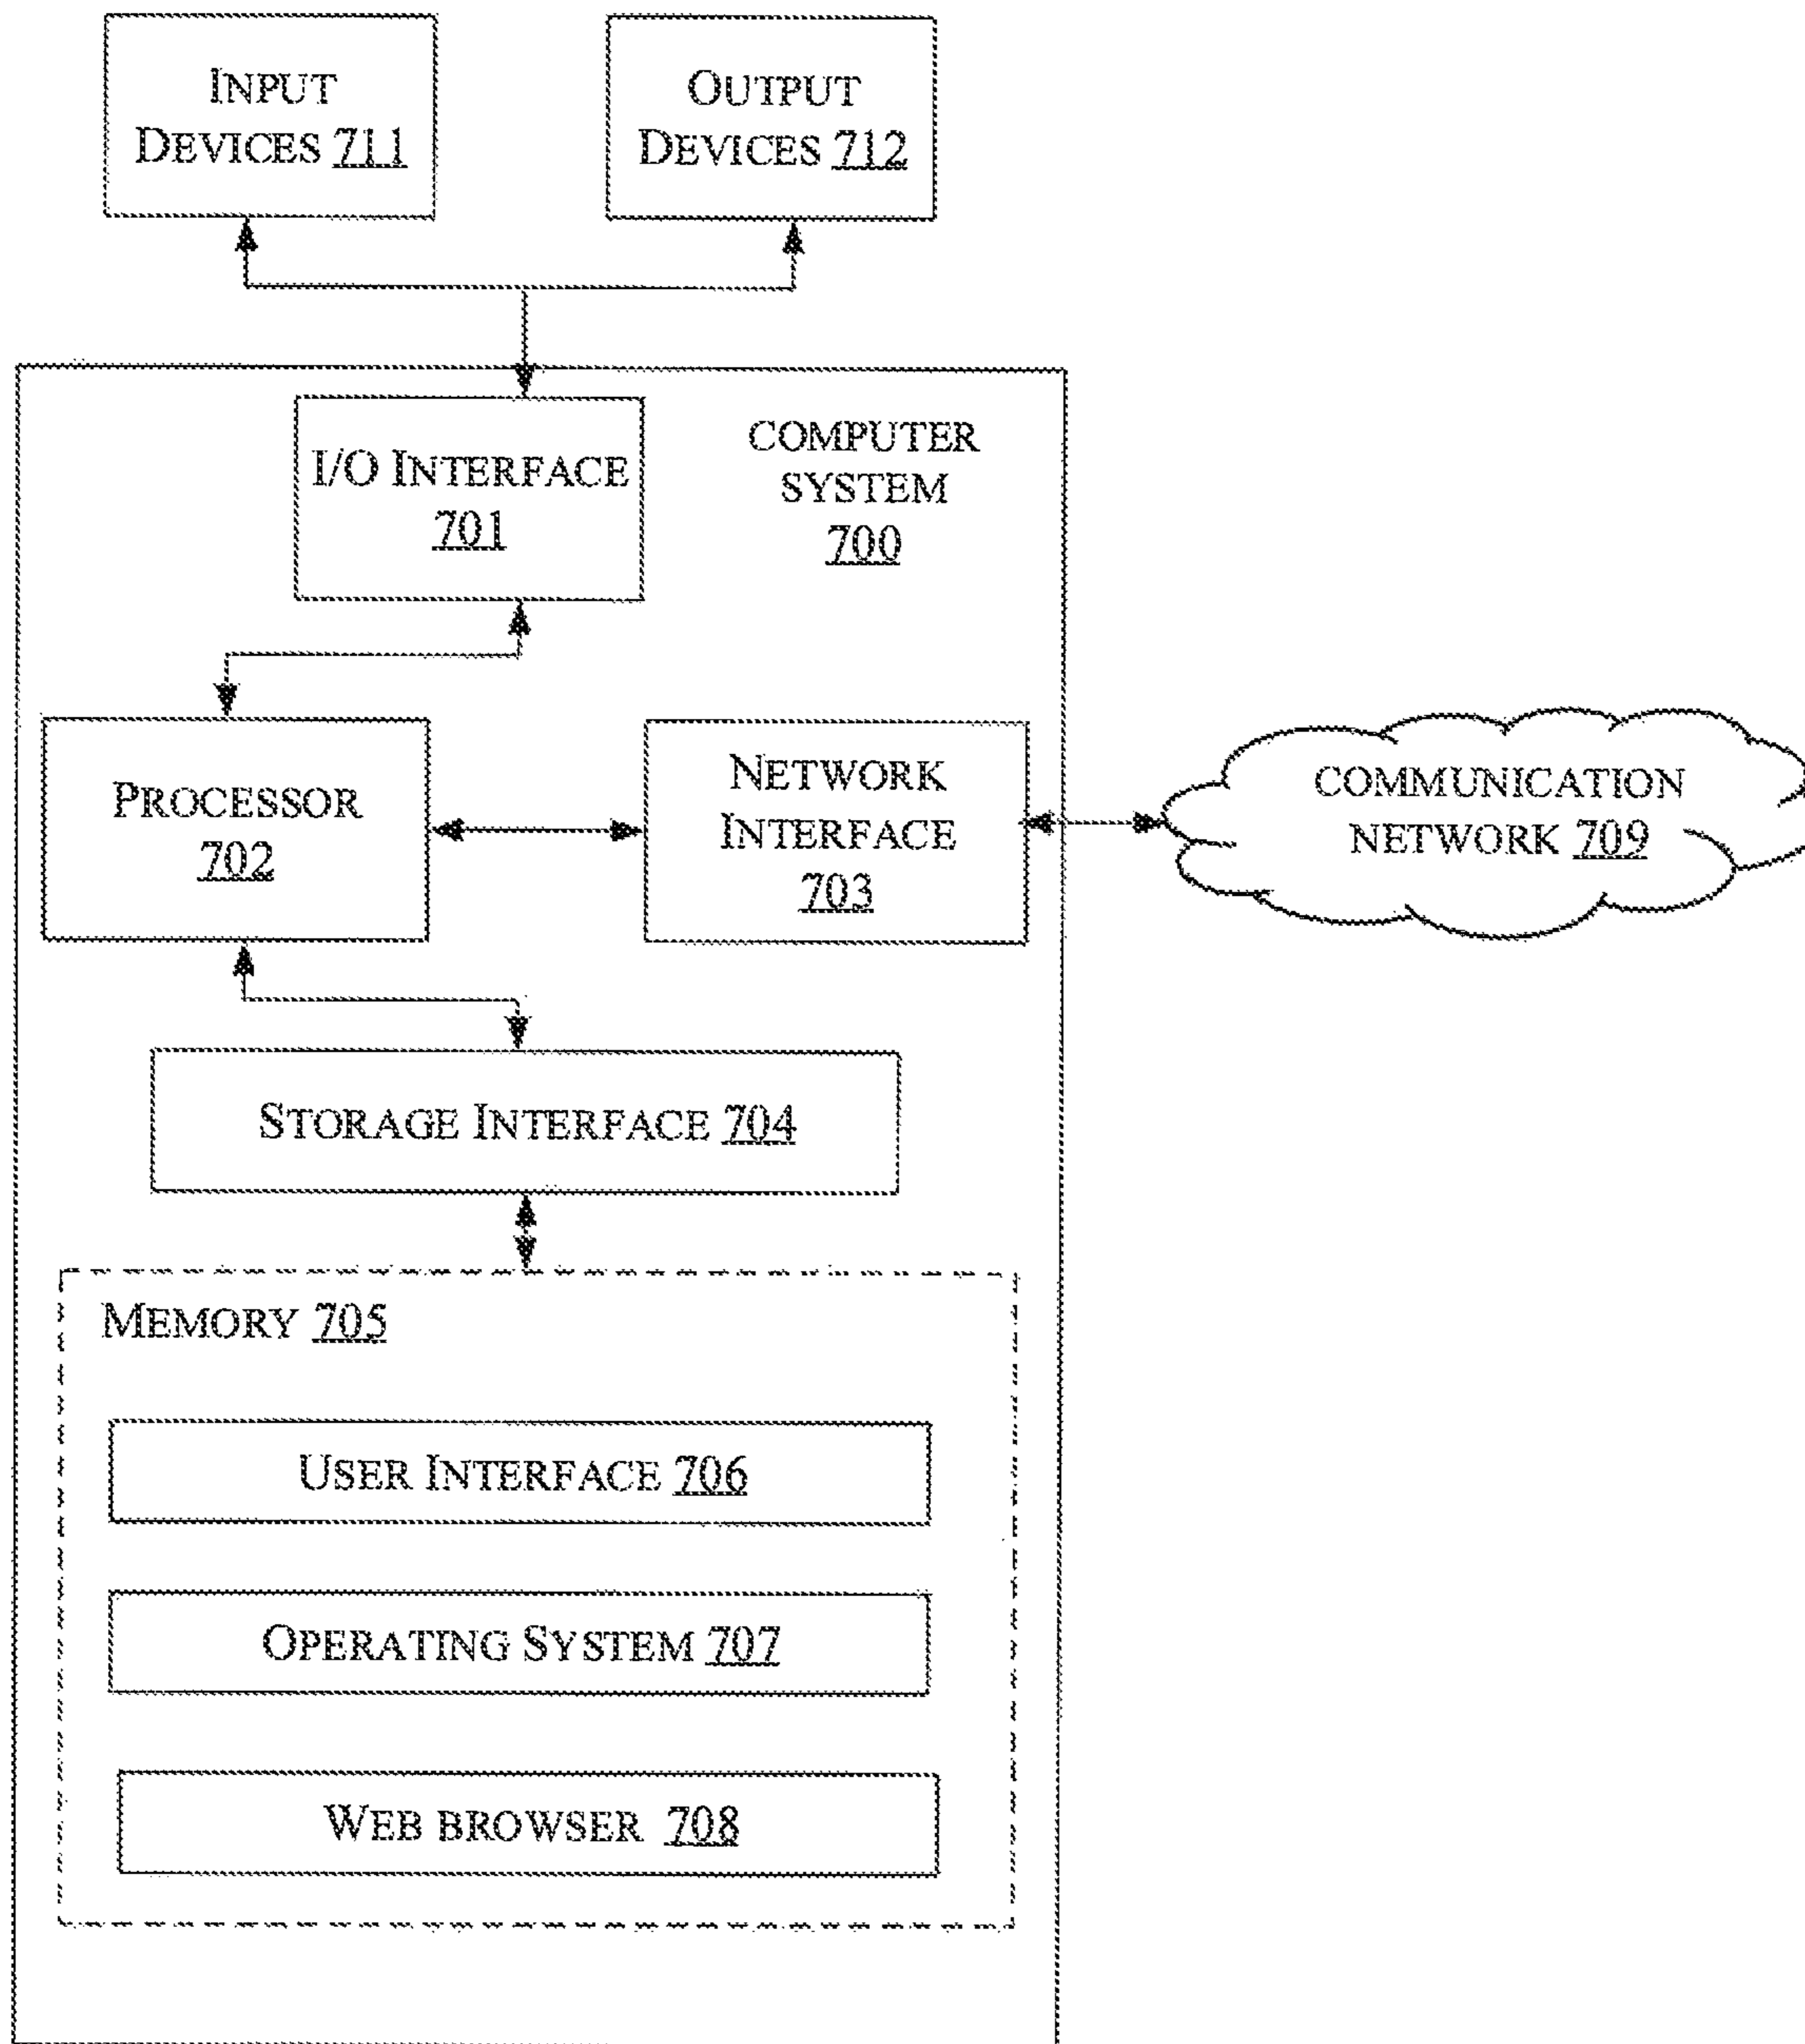 INPUT
DEVICES 711
OUTPUT
DEVICES 712
I/O INTERFACE
701
COMPUTER
SYSTEM
700
PROCESSOR
702
NETWORK
INTERFACE
703
COMMUNICATION
NETWORK 709
STORAGE INTERFACE 704
MEMORY 705
USER INTERFACE 706
OPERATING SYSTEM 707
WEB BROWSER 708